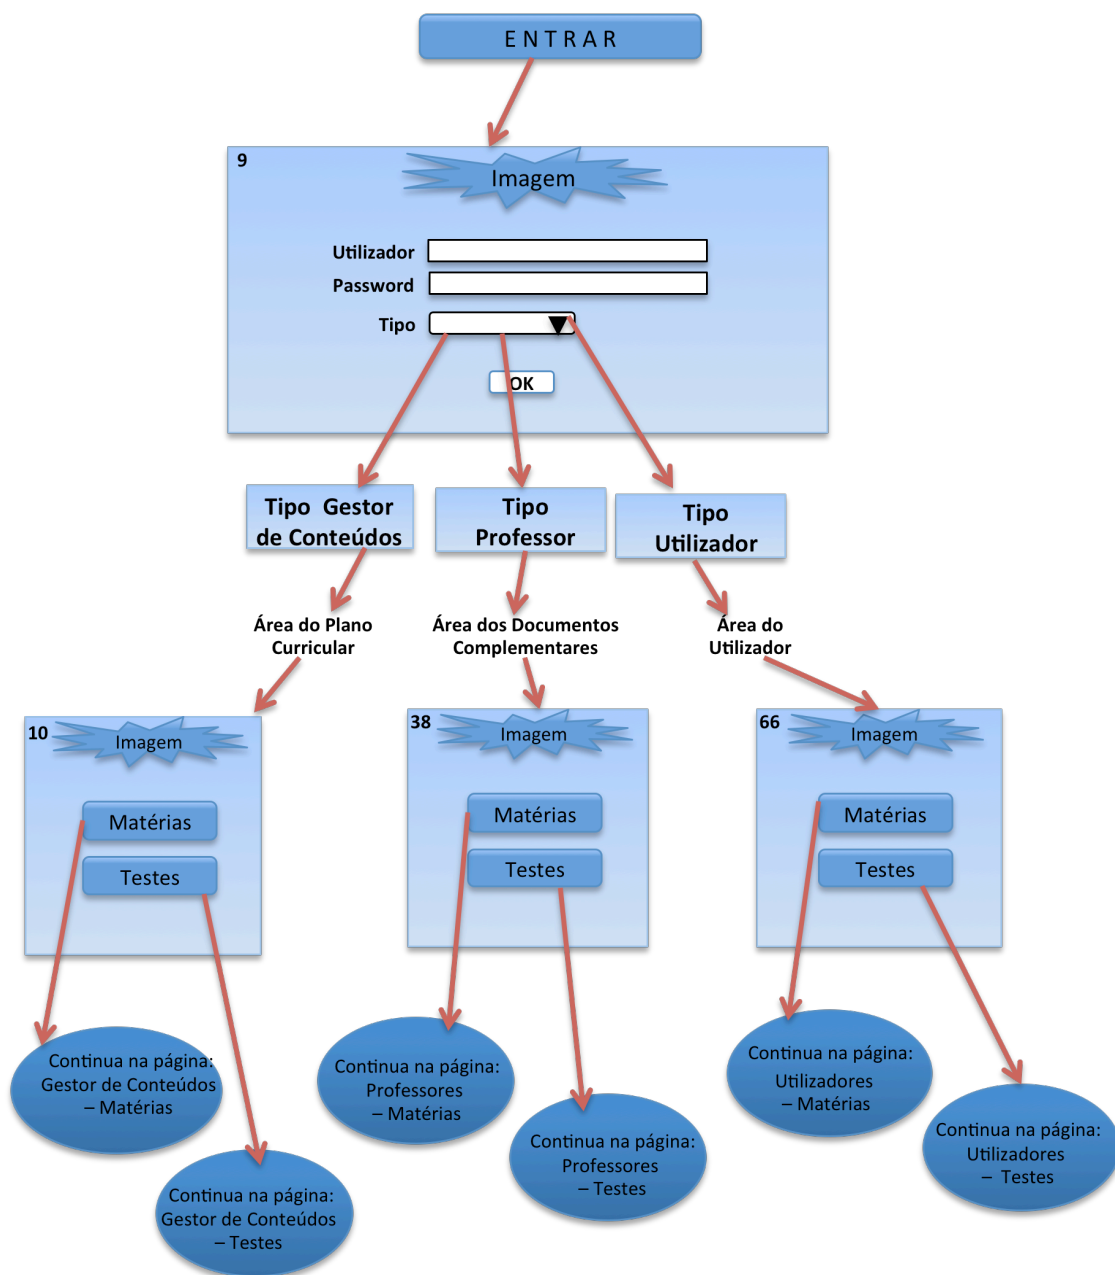 E N T R A R
9
Imagem
Utilizador
Password
Tipo
OK
Tipo Gestor
de Conteúdos
Tipo
Professor
Tipo
Utilizador
Área do Plano
Curricular
Área dos Documentos
Complementares
Área do
Utilizador
10
Imagem
Matérias
Testes
38
Imagem
Matérias
Testes
66
Imagem
Matérias
Testes
Continua na página:
Gestor de Conteúdos
– Matérias
Continua na página:
Gestor de Conteúdos
– Testes
Continua na página:
Professores
– Matérias
Continua na página:
Professores
– Testes
Continua na página:
Utilizadores
– Matérias
Continua na página:
Utilizadores
– Testes